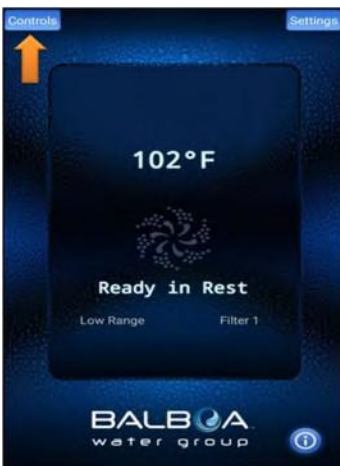 Controls Settings
102°F
Ready in Rest
Low Range Filter 1
BALBOA
water group
i